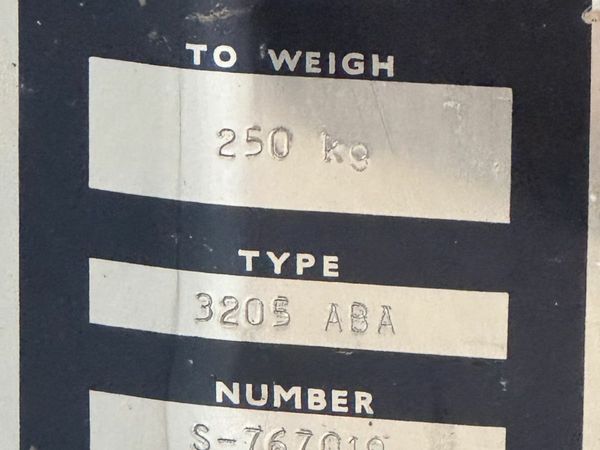 TO WEIGH
250 kg
TYPE
3205 ABA
NUMBER